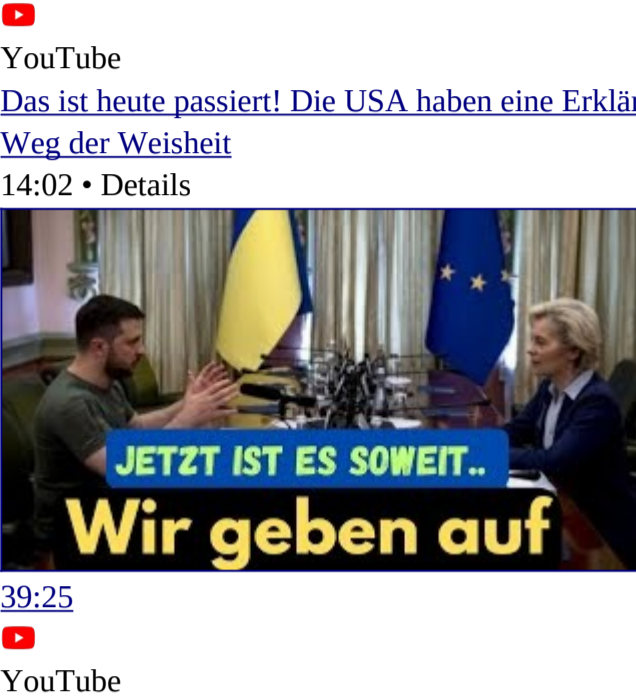 YouTube
Das ist heute passiert! Die USA haben eine
Weg der Weisheit
14:02 • Details
JETZT IST ES SOWEIT..
Wir geben auf
39:25
YouTube